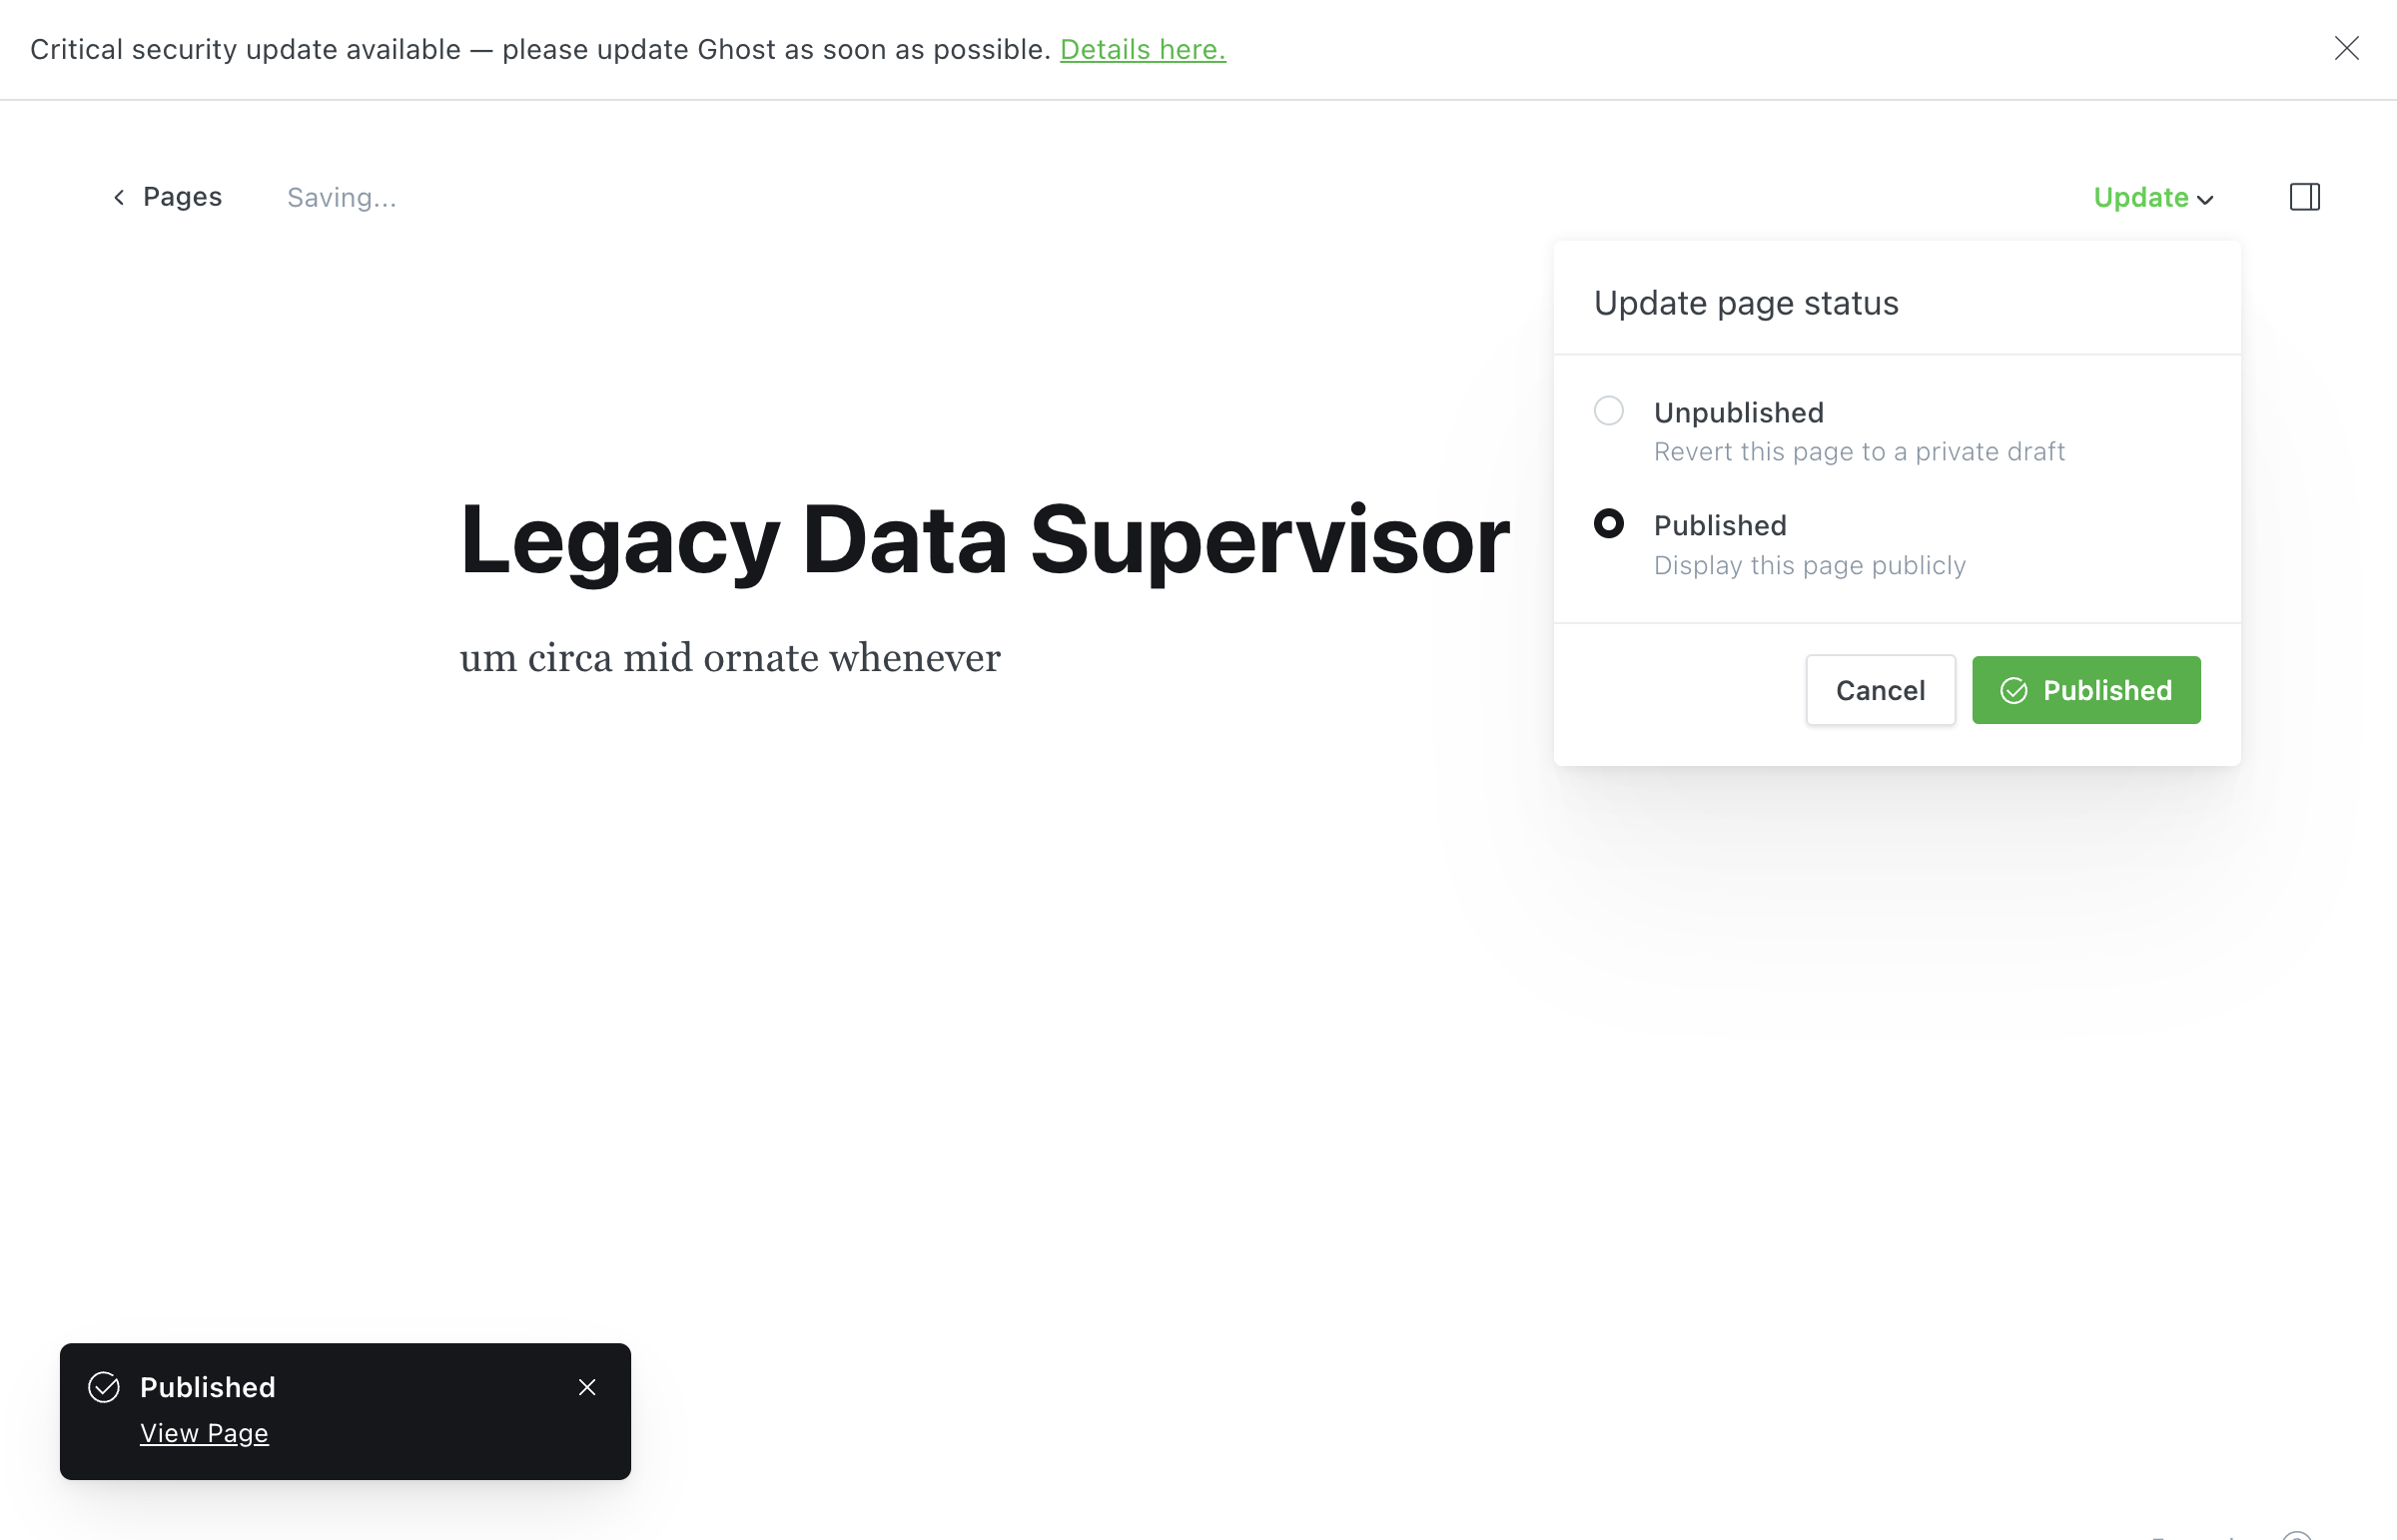 Critical security update available — please update Ghost as soon as possible. Details here.
Pages
Saving...
Update
Update page status
Unpublished
Revert this page to a private draft
Published
Display this page publicly
Cancel
Published
Legacy Data Supervisor
um circa mid ornate whenever
Published
View Page